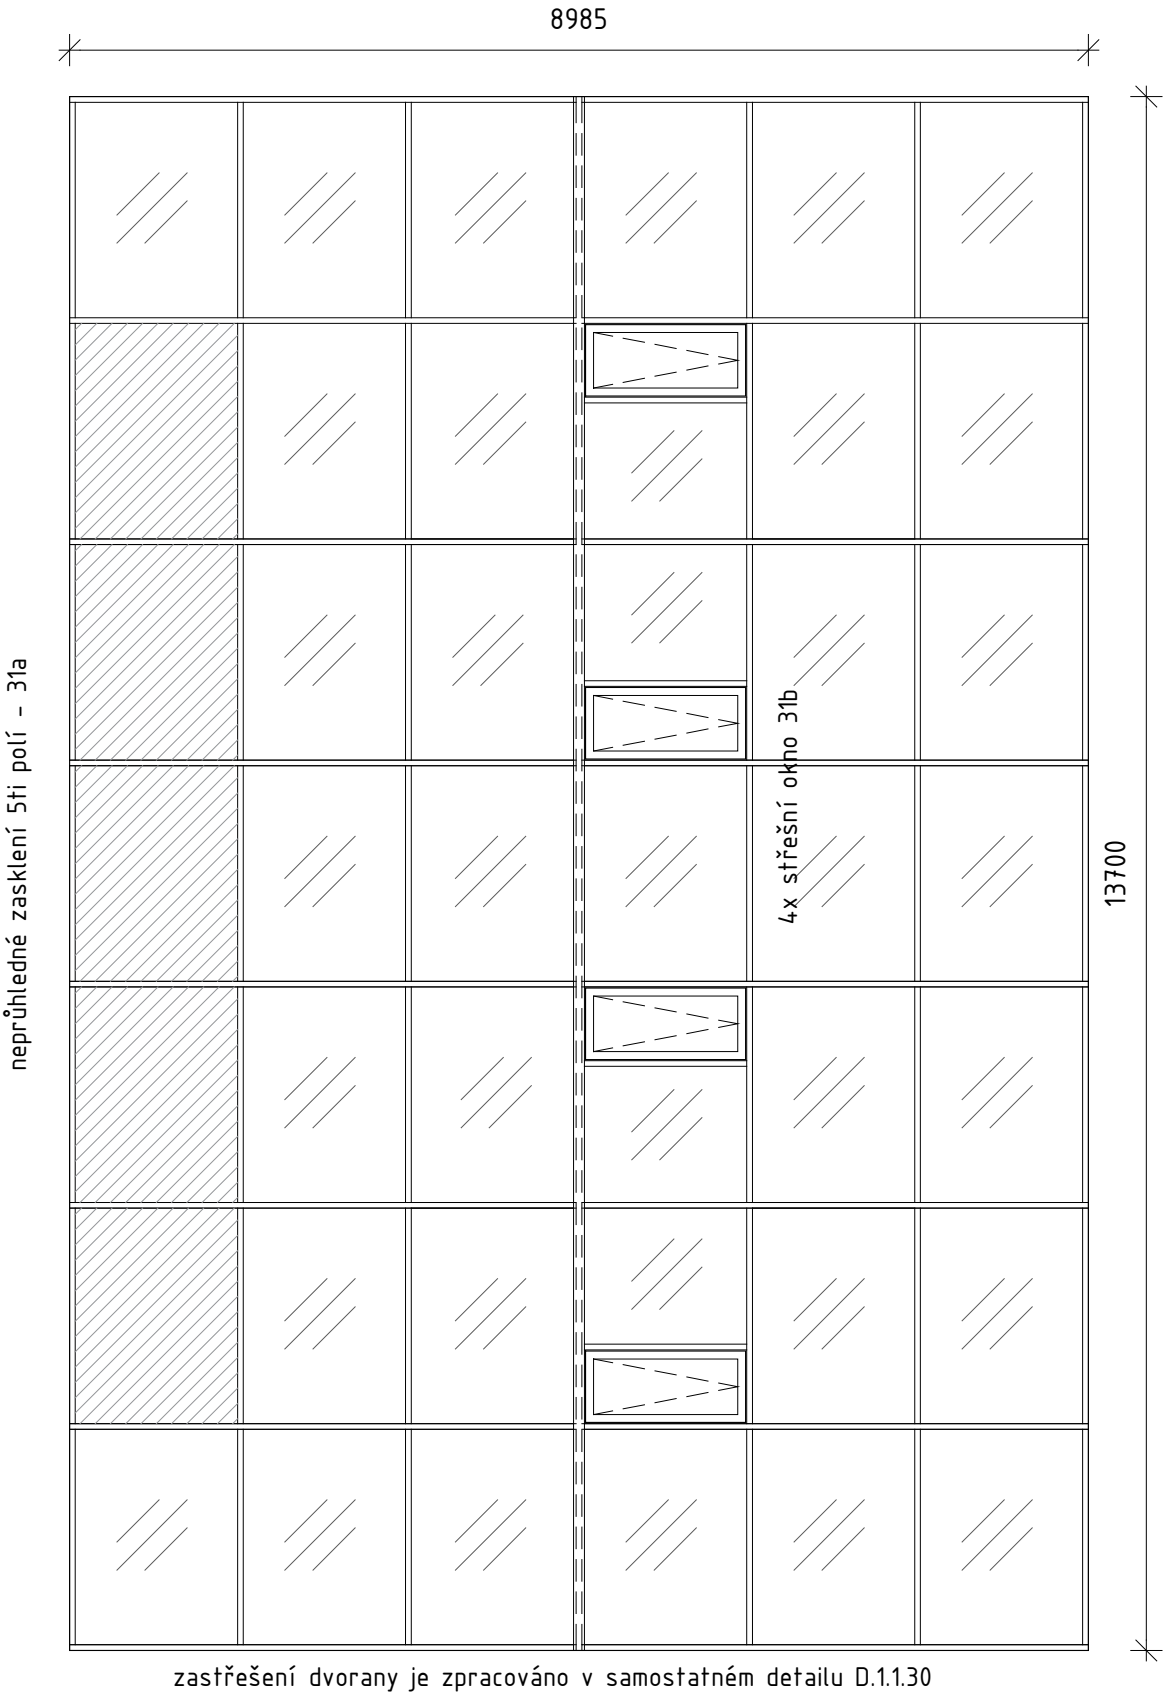 8985
neprůhledné zasklení 5ti polí - 31a
4x střešní okno 31b
13700
zastřešení dvorany je zpracováno v samostatném detailu D.1.1.30